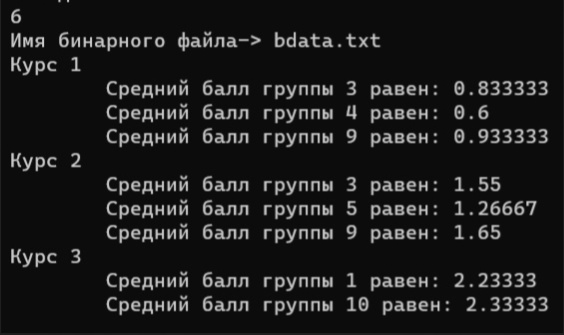 6
Имя бинарного файла—> bdata.txt
Курс 1
Средний балл группы 3 равен: 0.833333
Средний балл группы 4 равен: 0.6
Средний балл группы 9 равен: 0.933333
Курс 2
Средний балл группы 3 равен: 1.55
Средний балл группы 5 равен: 1.26667
Средний балл группы 9 равен: 1.65
Курс 3
Средний балл группы 1 равен: 2.23333
Средний балл группы 10 равен: 2.33333